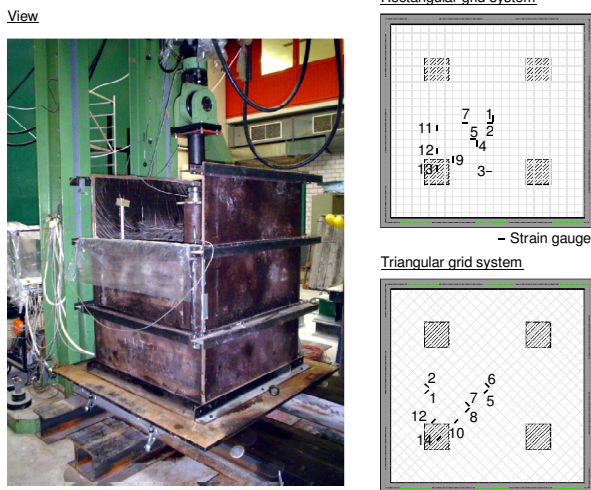 View
Rectangular grid system
7 1
11 5 2
12 4
9
13 3
– Strain gauge
Triangular grid system
2 6
1 7 5
12 8
14 10